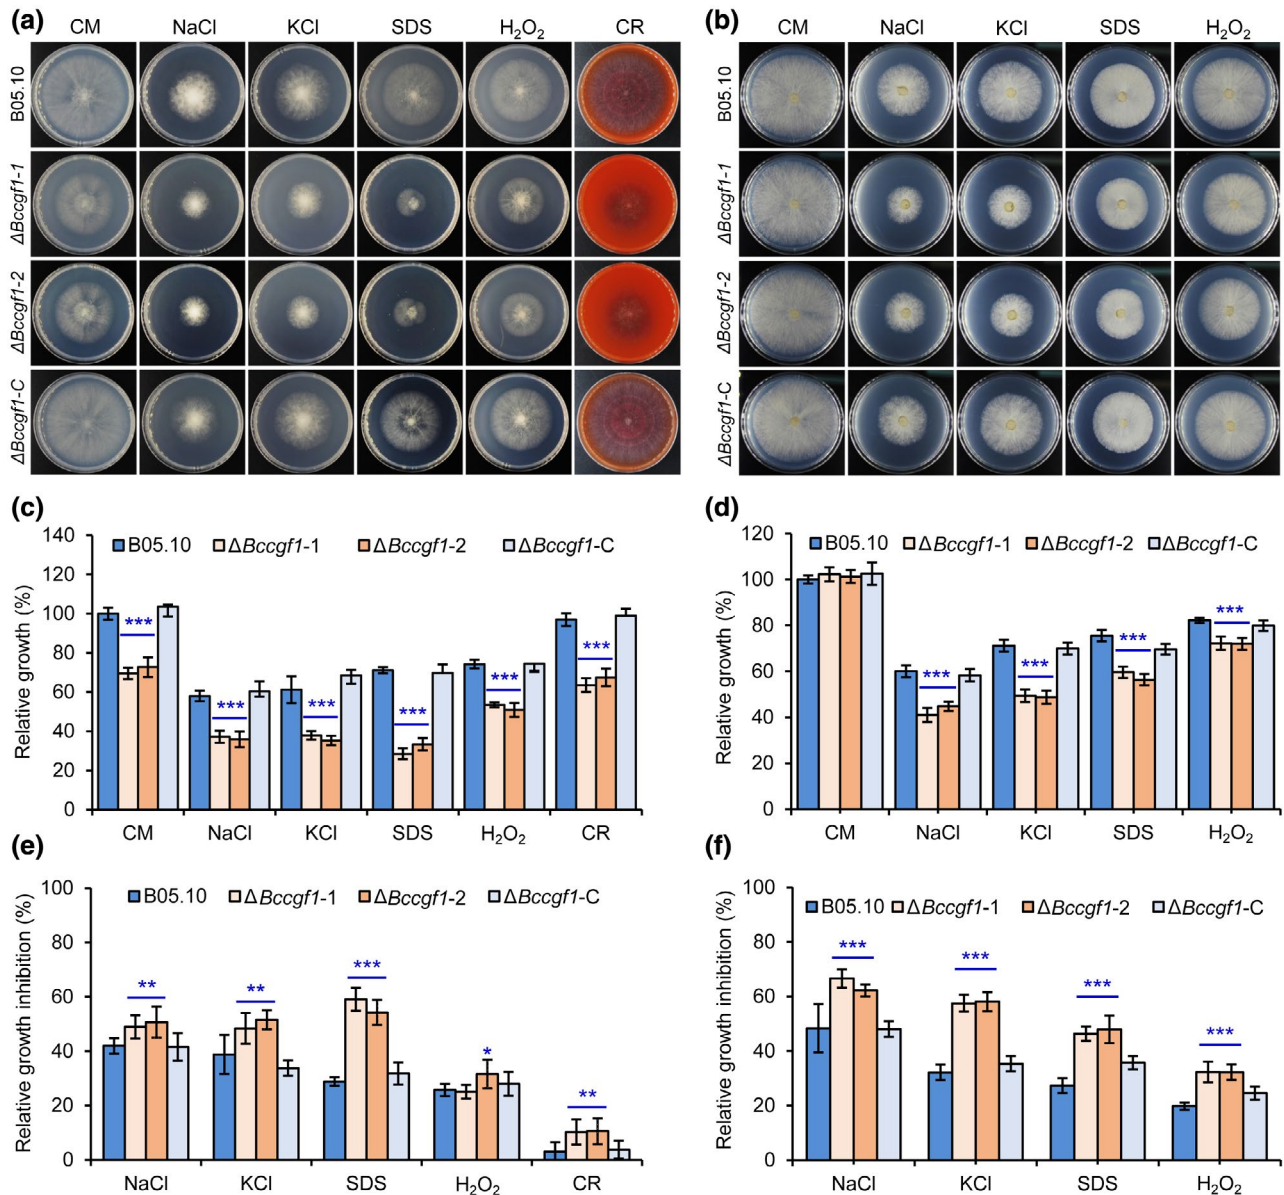 (a) CM NaCl KCl SDS H₂O₂ CR
B05.10
ΔBccgf1-1
ΔBccgf1-2
ΔBccgf1-C
(b) CM NaCl KCl SDS H₂O₂
B05.10
ΔBccgf1-1
ΔBccgf1-2
ΔBccgf1-C
(c)
Relative growth (%)
140
120
100
80
60
40
20
0
B05.10 ΔBccgf1-1 ΔBccgf1-2 ΔBccgf1-C
*** *** *** *** *** ***
CM NaCl KCl SDS H₂O₂ CR
(d)
Relative growth (%)
120
100
80
60
40
20
0
B05.10 ΔBccgf1-1 ΔBccgf1-2 ΔBccgf1-C
*** *** *** ***
CM NaCl KCl SDS H₂O₂
(e)
Relative growth inhibition (%)
100
80
60
40
20
0
B05.10 ΔBccgf1-1 ΔBccgf1-2 ΔBccgf1-C
** ** *** * **
NaCl KCl SDS H₂O₂ CR
(f)
Relative growth inhibition (%)
100
80
60
40
20
0
B05.10 ΔBccgf1-1 ΔBccgf1-2 ΔBccgf1-C
*** *** *** ***
NaCl KCl SDS H₂O₂